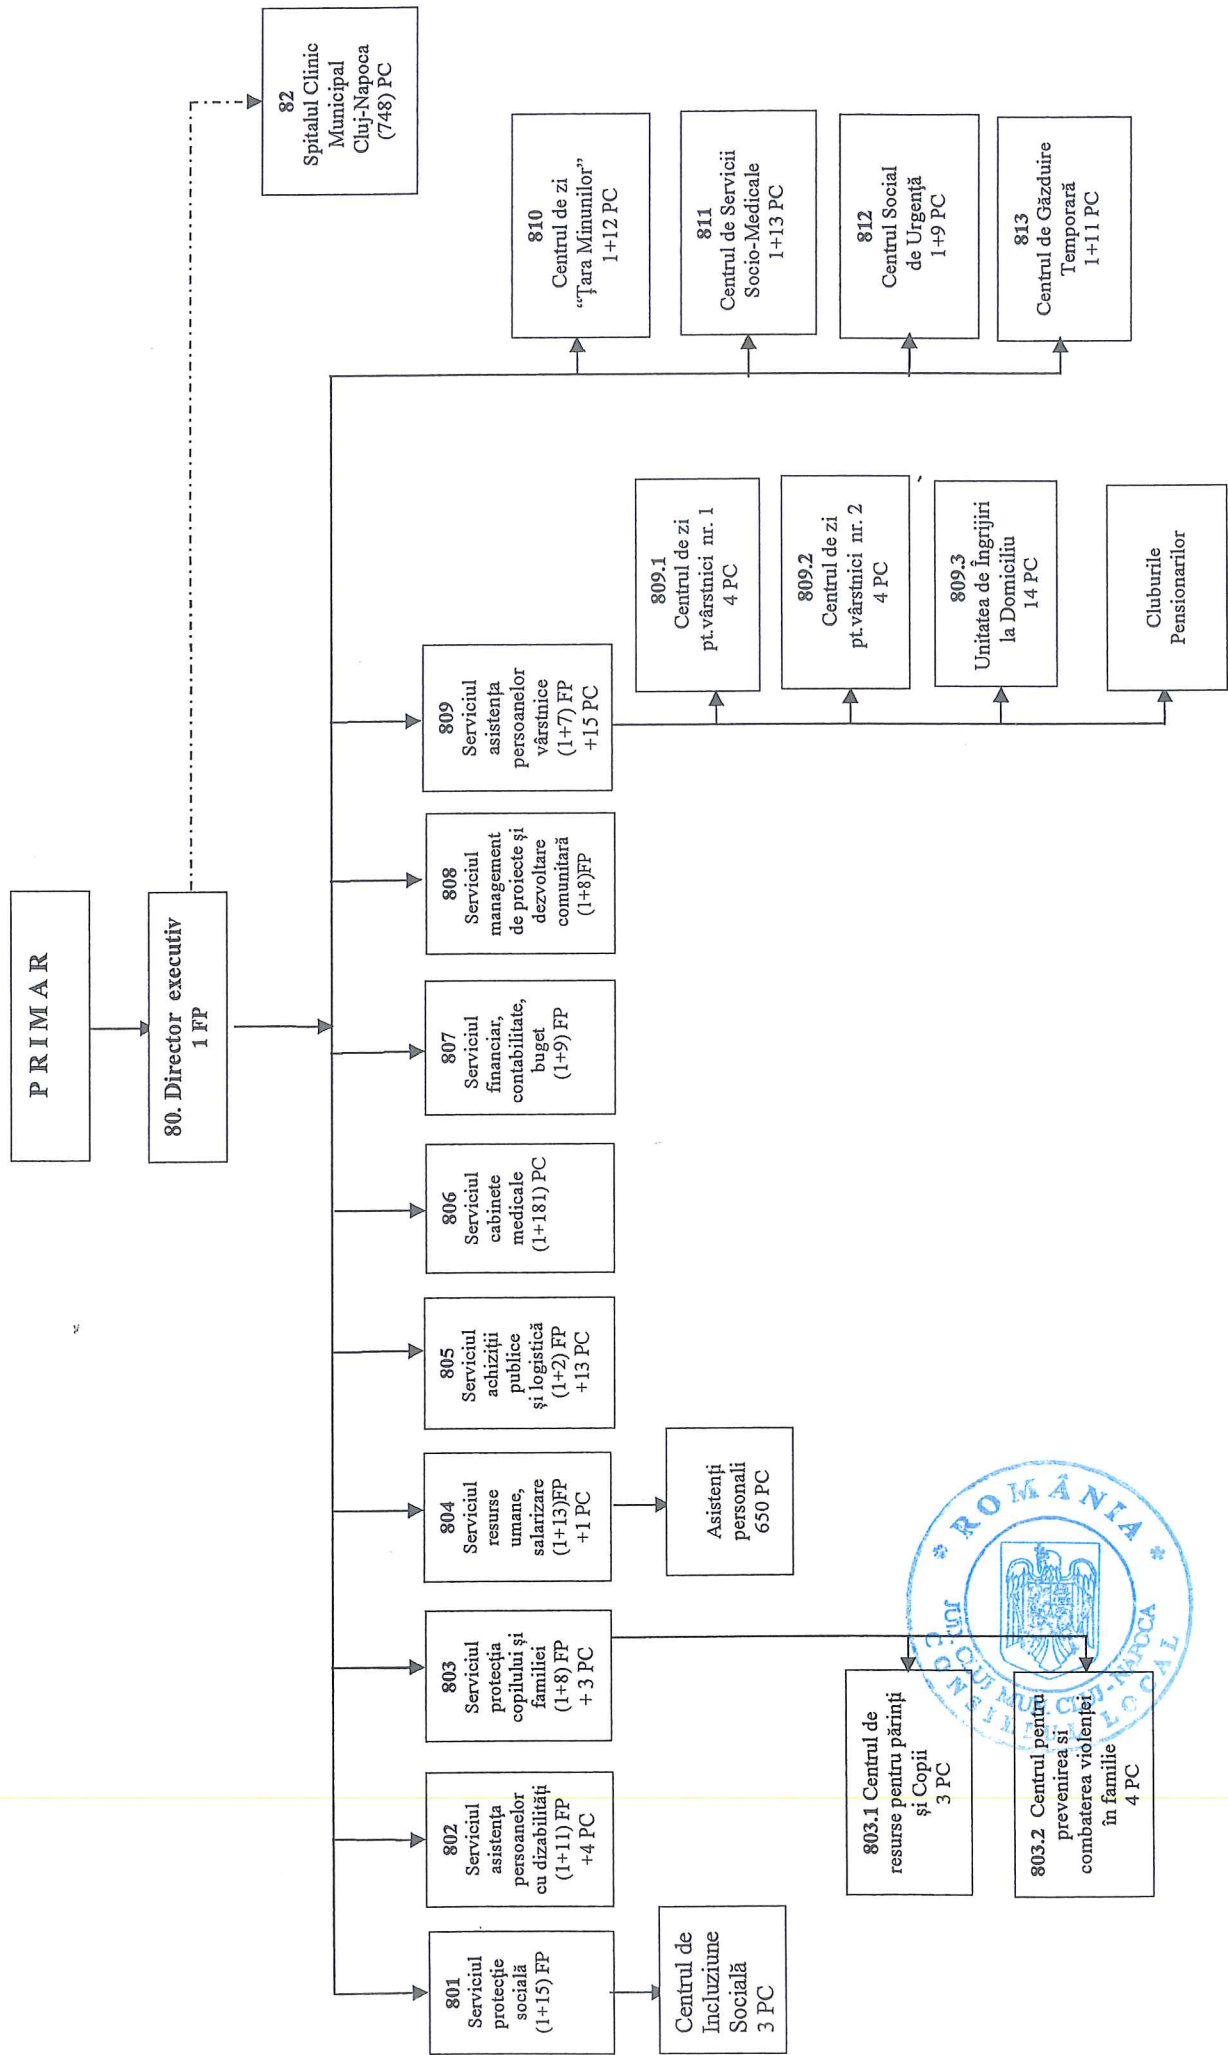 PRIMAR
80. Director executiv
1 FP
82
Spitalul Clinic
Municipal
Cluj-Napoca
(748) PC
801
Serviciul
protecție
socială
(1+15) FP
802
Serviciul
asistența
persoanelor
cu dizabilități
(1+11) FP
+4 PC
803
Serviciul
protecția
copilului și
familiei
(1+8) FP
+ 3 PC
804
Serviciul
resurse
umane,
salarizare
(1+13)FP
+1 PC
805
Serviciul
achiziții
publice
și logistică
(1+2) FP
+13 PC
806
Serviciul
cabinete
medicale
(1+181) PC
807
Serviciul
financiar,
contabilitate,
buget
(1+9) FP
808
Serviciul
management
de proiecte și
dezvoltare
comunitară
(1+8)FP
809
Serviciul
asistența
persoanelor
vârstnice
(1+7) FP
+15 PC
810
Centrul de zi
“Țara Minunilor”
1+12 PC
811
Centrul de Servicii
Socio-Medicale
1+13 PC
812
Centrul Social
de Urgență
1+9 PC
813
Centrul de Găzduire
Temporară
1+11 PC
Centrul de
Incluziune
Socială
3 PC
803.1 Centrul de
resurse pentru părinți
și Copii
3 PC
803.2 Centrul pentru
prevenirea si
combaterea violenței
în familie
4 PC
Asistenți
personali
650 PC
809.1
Centrul de zi
pt.vârstnici nr. 1
4 PC
809.2
Centrul de zi
pt.vârstnici nr. 2
4 PC
809.3
Unitatea de Îngrijiri
la Domiciliu
14 PC
Cluburile
Pensionarilor
* ROMÂNIA *
JUD. CLUJ MUN. CLUJ-NAPOCA
CONSILIUL LOCAL